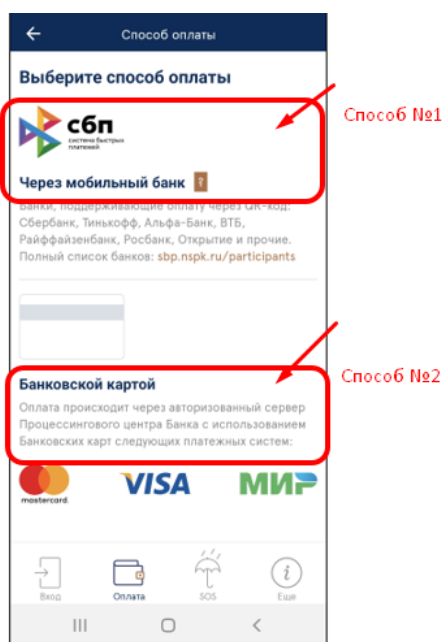 Способ оплаты
Выберите способ оплаты
Способ №1
сбп
система быстрых
платежей
Через мобильный банк ?
Банки, поддерживающие оплату через QR-код:
Сбербанк, Тинькофф, Альфа-Банк, ВТБ,
Райффайзенбанк, Росбанк, Открытие и прочие.
Полный список банков: sbp.nspk.ru/participants
Способ №2
Банковской картой
Оплата происходит через авторизованный сервер
Процессингового центра Банка с использованием
Банковских карт следующих платежных систем:
mastercard VISA МИР
Вход Оплата SOS Еще